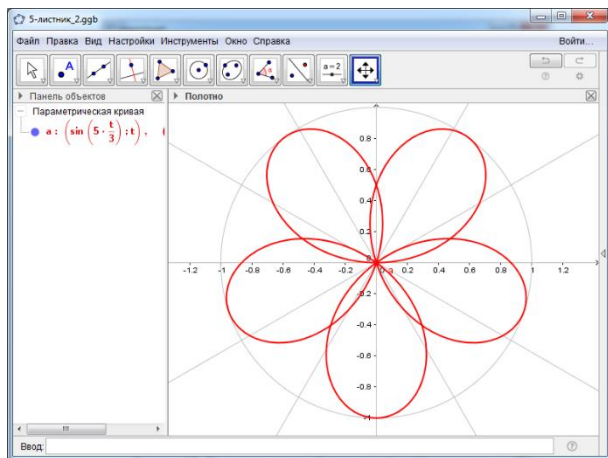 5-листник_2.ggb
Файл Правка Вид Настройки Инструменты Окно Справка Войти...
A a=2
Панель объектов
Полотно
Параметрическая кривая
a : (sin (5 · t/3) ; t) , (
0.8
0.6
0.4
0.2
-1.2 -1 -0.8 -0.6 -0.4 -0.2 0 0.2 0.4 0.6 0.8 1 1.2
-0.2
-0.4
-0.6
-0.8
-1
Ввод: